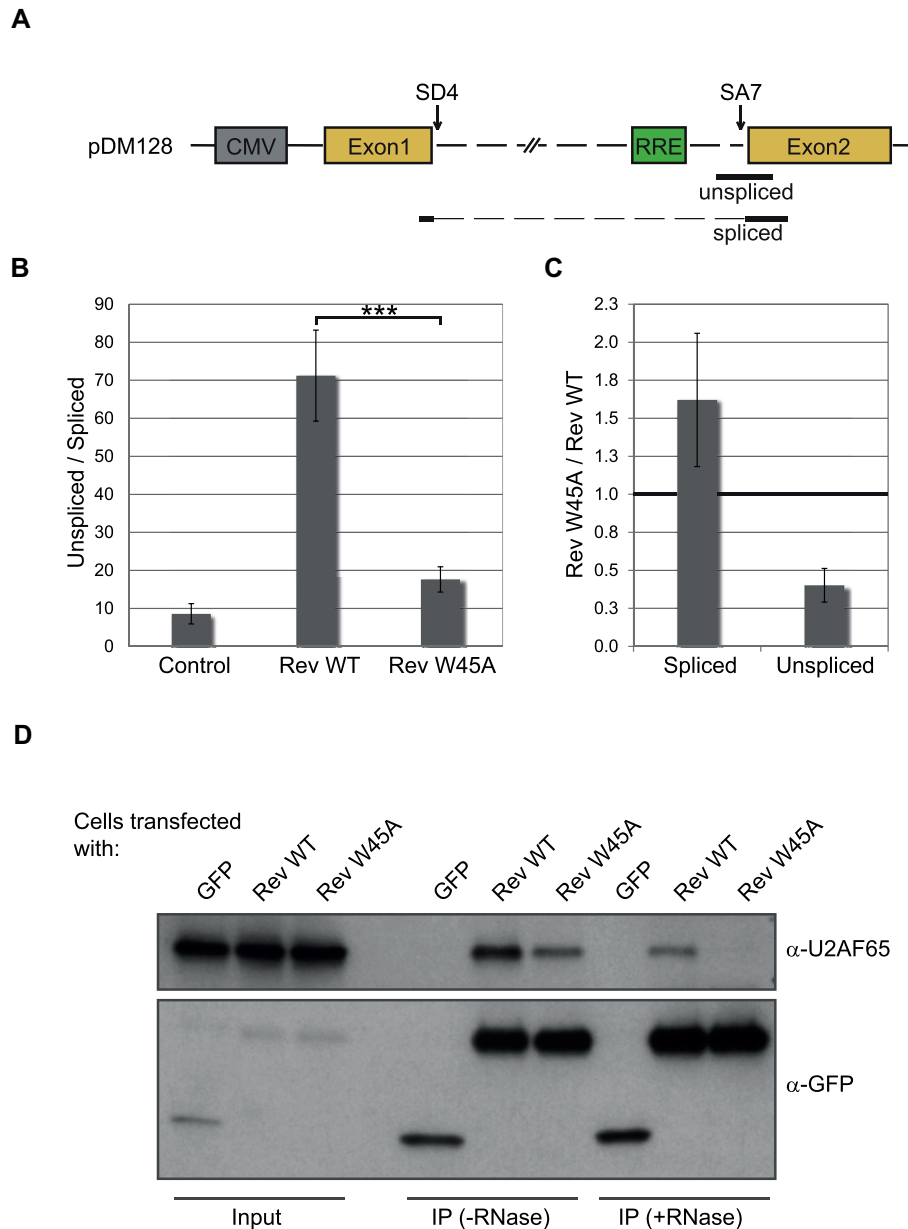 A
SD4
SA7
pDM128
CMV
Exon1
//
RRE
Exon2
unspliced
spliced
B
Unspliced / Spliced
90
80
70
60
50
40
30
20
10
0
***
Control
Rev WT
Rev W45A
C
Rev W45A / Rev WT
2.3
2.0
1.8
1.5
1.3
1.0
0.8
0.5
0.3
0.0
Spliced
Unspliced
D
Cells transfected
with:
GFP
Rev WT
Rev W45A
GFP
Rev WT
Rev W45A
GFP
Rev WT
Rev W45A
α-U2AF65
α-GFP
Input
IP (-RNase)
IP (+RNase)